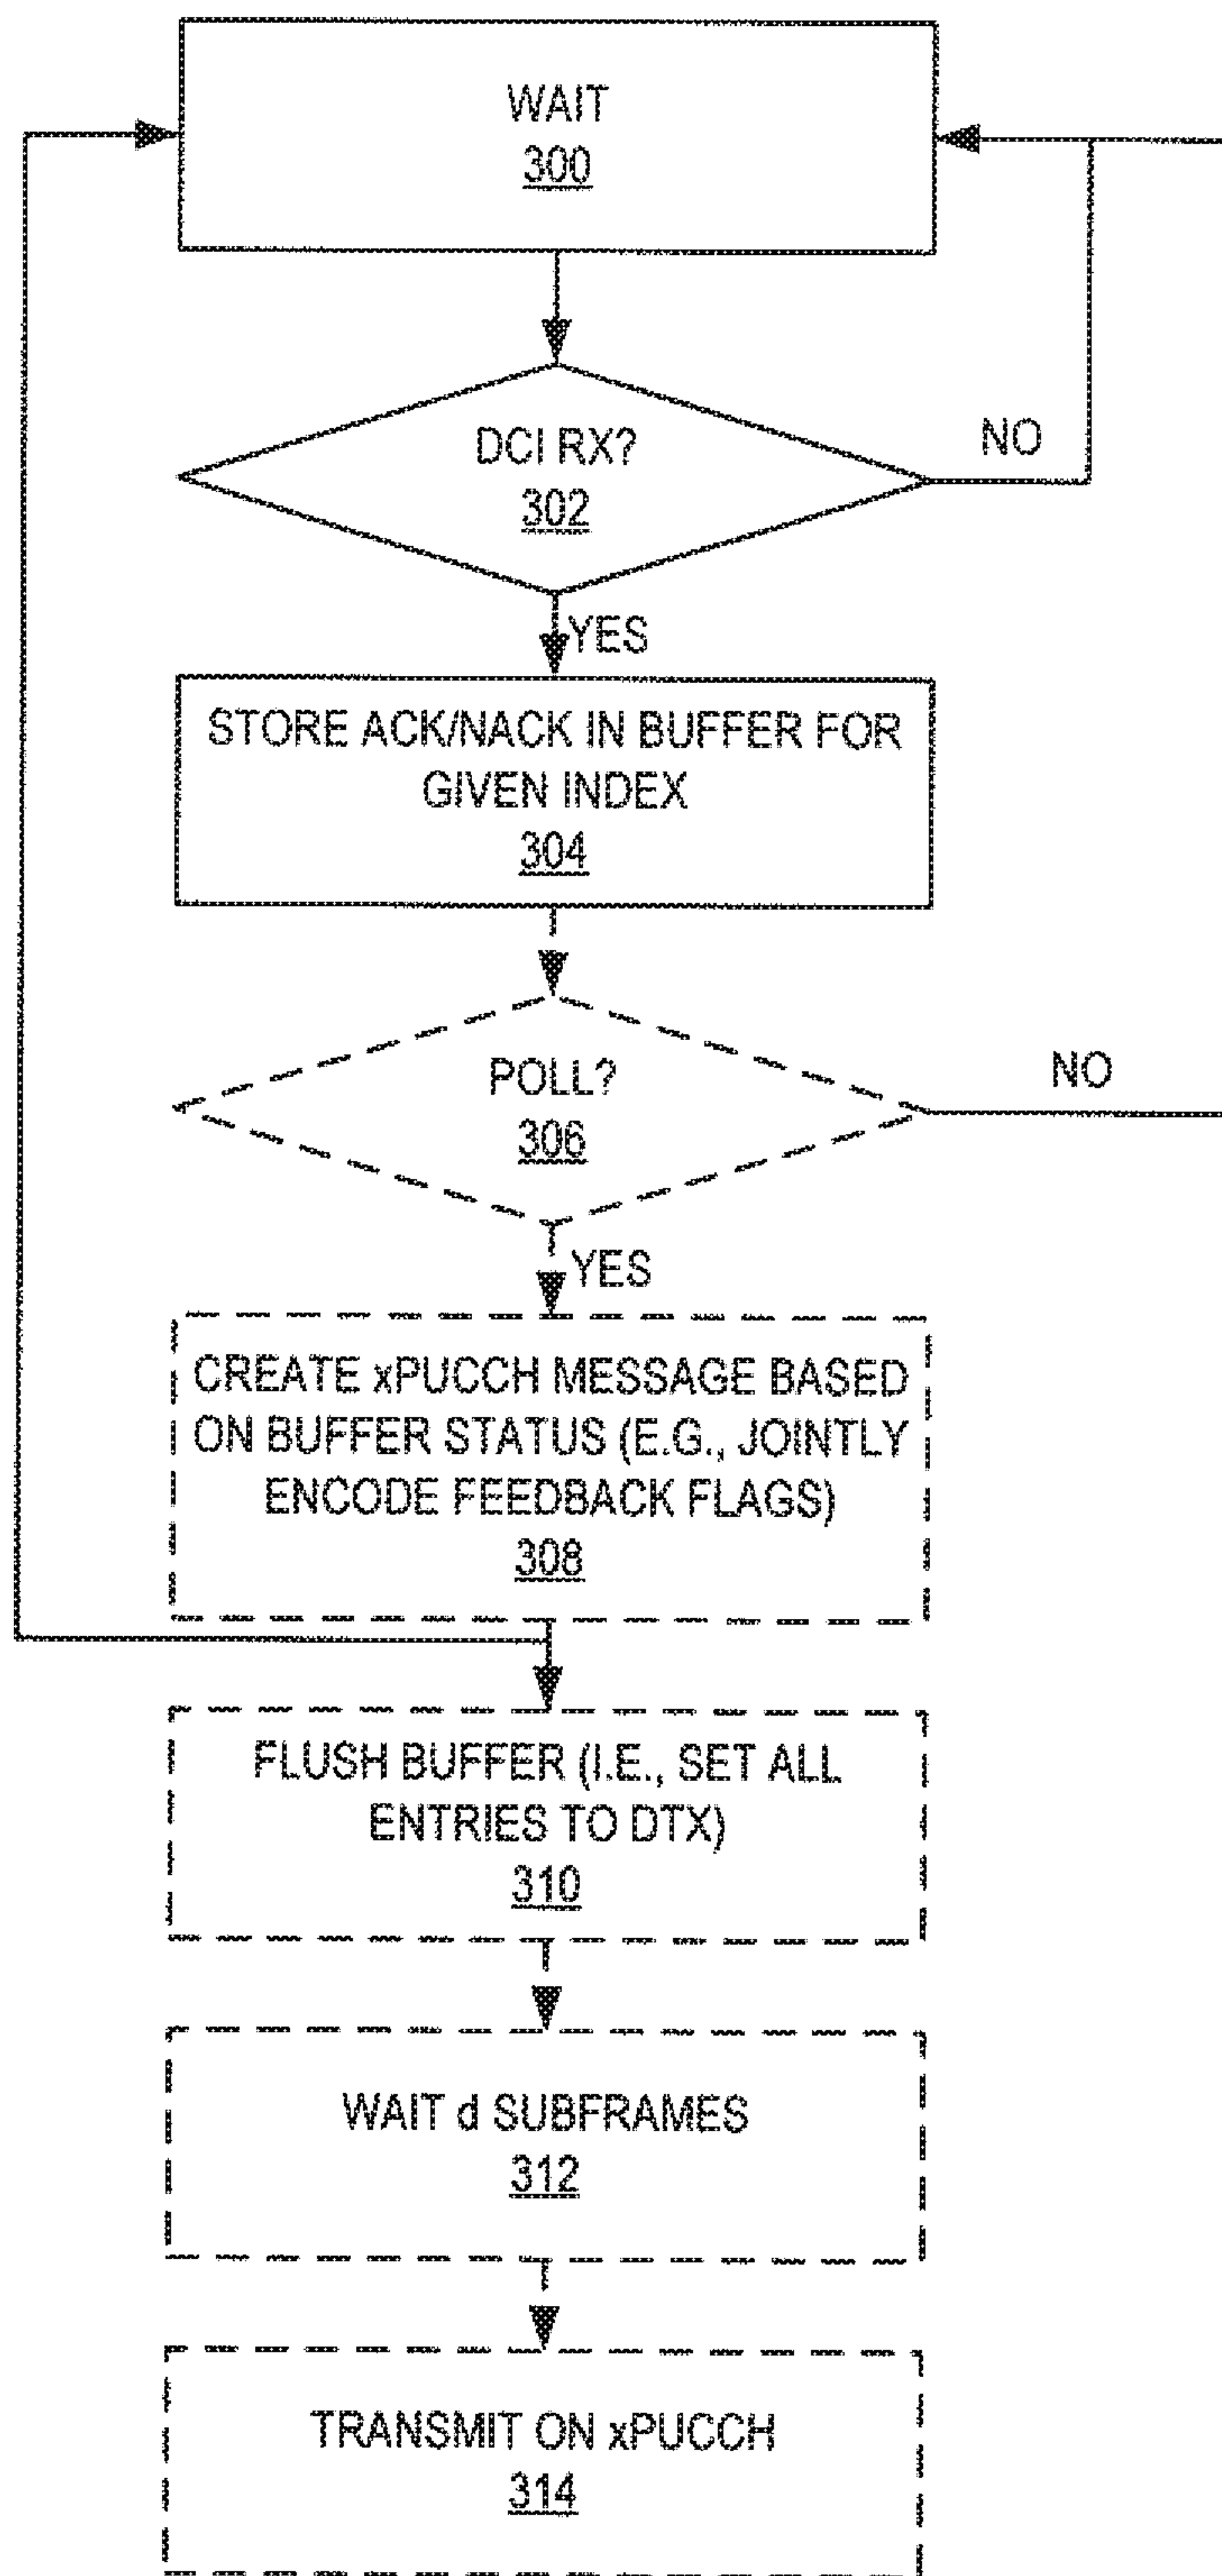 WAIT
300
DCI RX?
302
NO
YES
STORE ACK/NACK IN BUFFER FOR
GIVEN INDEX
304
POLL?
306
NO
YES
CREATE xPUCCH MESSAGE BASED
ON BUFFER STATUS (E.G., JOINTLY
ENCODE FEEDBACK FLAGS)
308
FLUSH BUFFER (I.E., SET ALL
ENTRIES TO DTX)
310
WAIT d SUBFRAMES
312
TRANSMIT ON xPUCCH
314